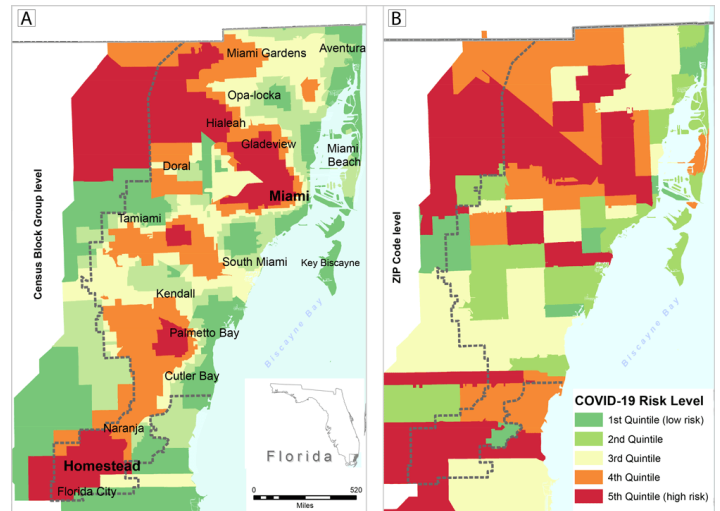 A
Census Block Group level
Miami Gardens
Aventura
Opa-locka
Hialeah
Gladeview
Miami
Beach
Doral
Miami
Tamiami
South Miami
Key Biscayne
Kendall
Biscayne Bay
Palmetto Bay
Cutler Bay
Naranja
Homestead
Florida City
Florida
0
520
Miles
B
ZIP Code level
Biscayne Bay
COVID-19 Risk Level
1st Quintile (low risk)
2nd Quintile
3rd Quintile
4th Quintile
5th Quintile (high risk)